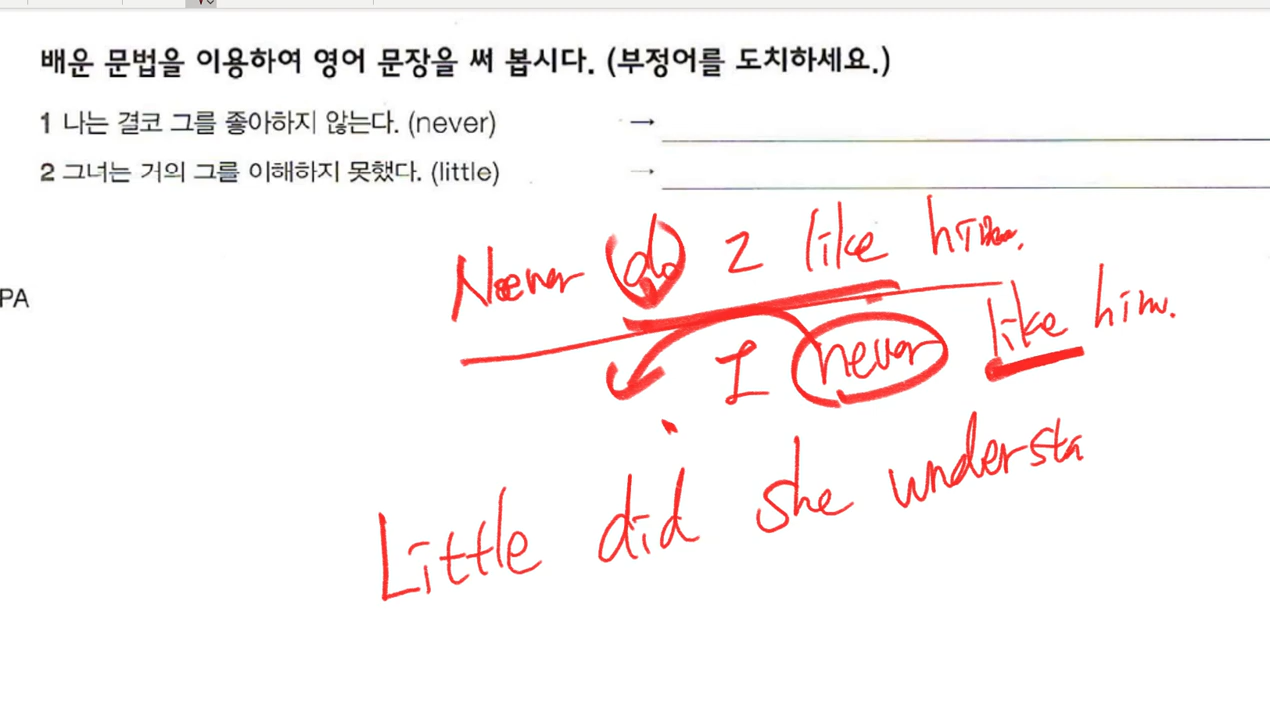 배운 문법을 이용하여 영어 문장을 써 봅시다. (부정어를 도치하세요.)
1 나는 결코 그를 좋아하지 않는다. (never) →
2 그녀는 거의 그를 이해하지 못했다. (little) →
Never do I like him.
PA
I never like him.
Little did she understa